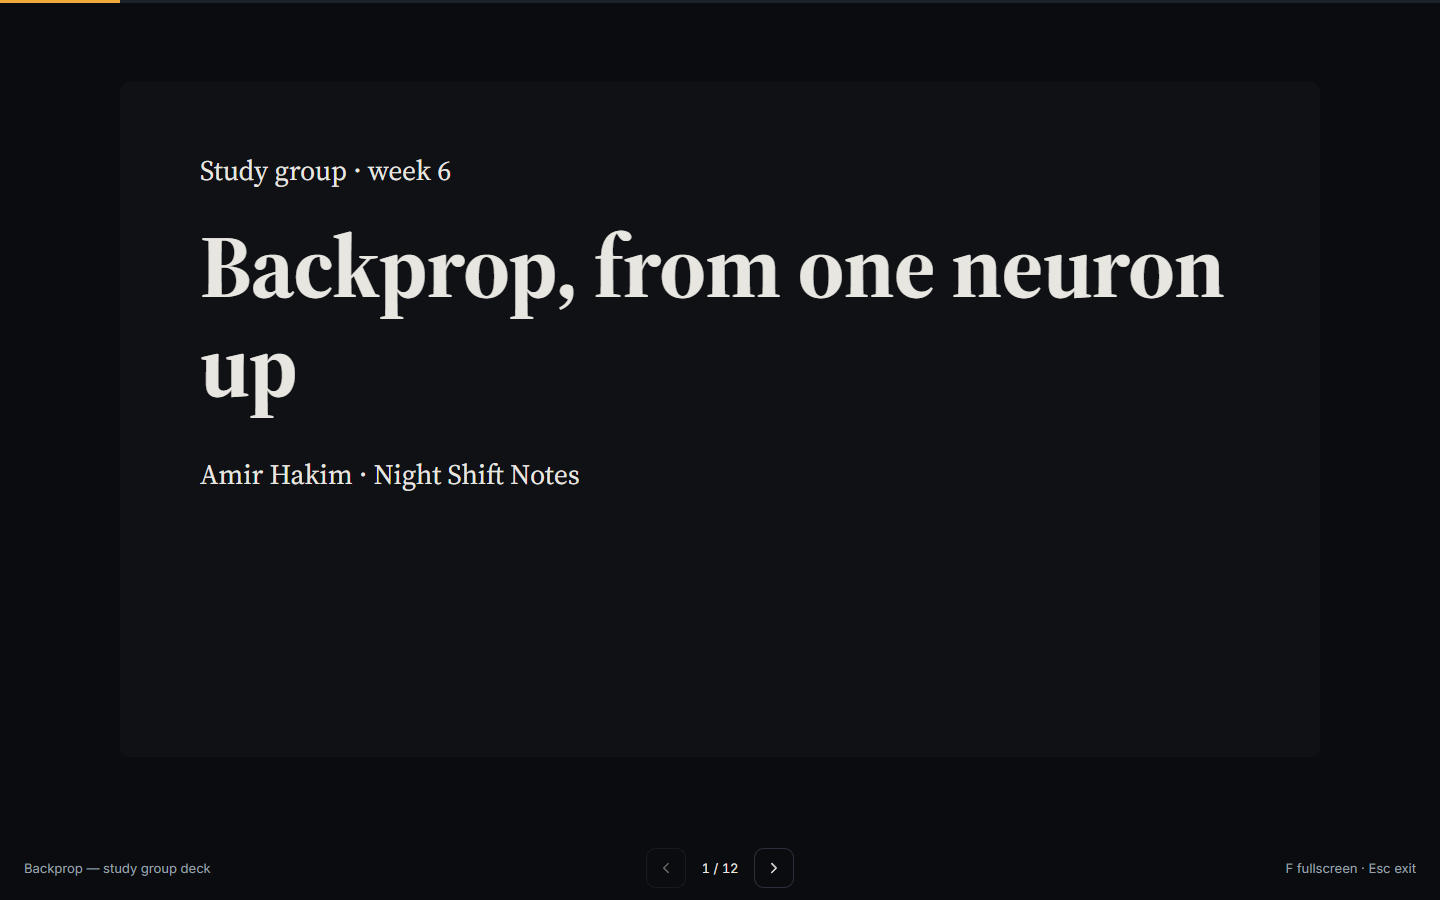 Study group · week 6
Backprop, from one neuron
up
Amir Hakim · Night Shift Notes
Backprop — study group deck
1 / 12
F fullscreen · Esc exit